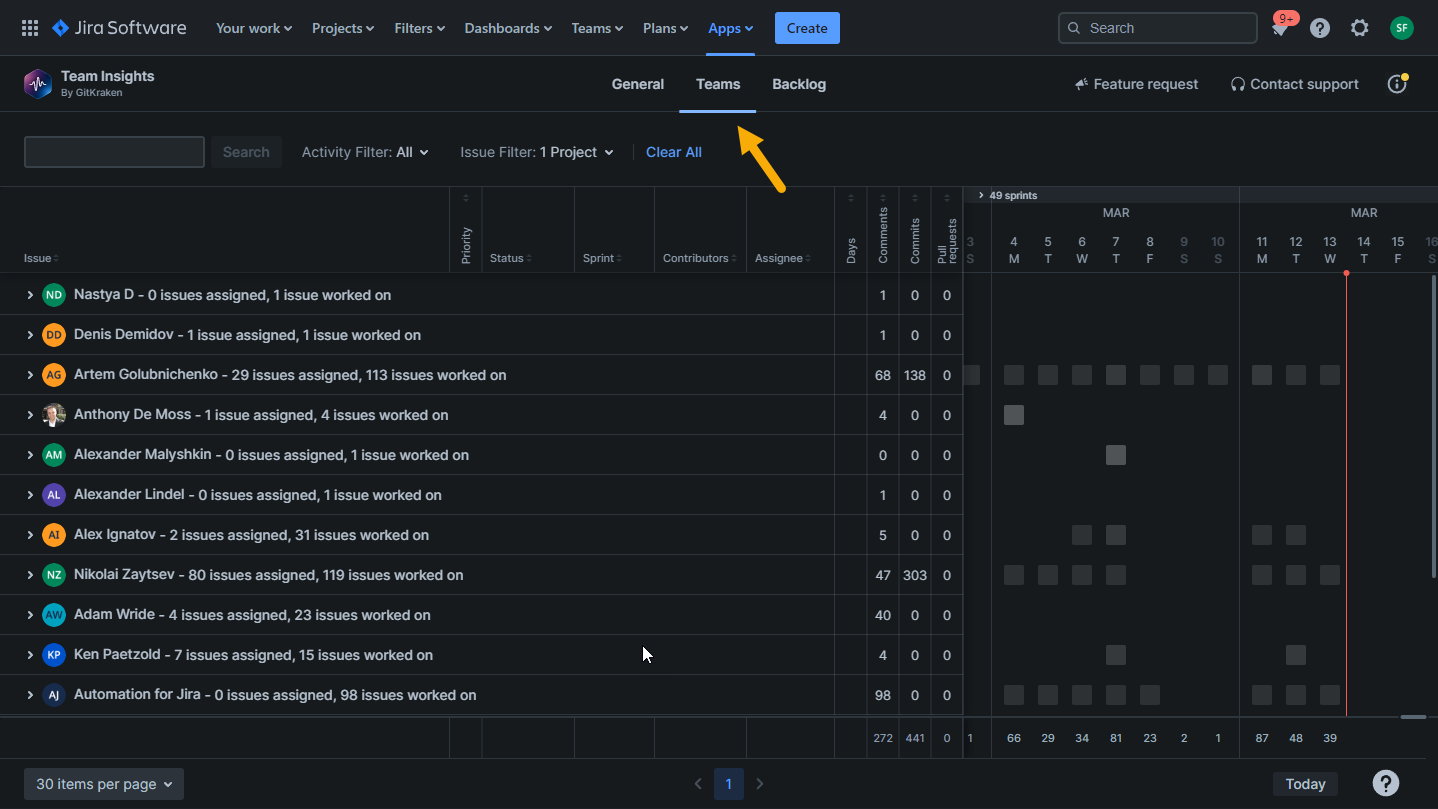 Jira Software Your work Projects Filters Dashboards Teams Plans Apps Create Search 9+ ? SF
Team Insights
By GitKraken
General Teams Backlog Feature request Contact support
Search Activity Filter: All Issue Filter: 1 Project Clear All
49 sprints
MAR MAR
Issue Priority Status Sprint Contributors Assignee Days Comments Commits Pull requests
3 4 5 6 7 8 9 10 11 12 13 14 15 16
S M T W T F S S M T W T F S
ND Nastya D - 0 issues assigned, 1 issue worked on 1 0 0
DD Denis Demidov - 1 issue assigned, 1 issue worked on 1 0 0
AG Artem Golubnichenko - 29 issues assigned, 113 issues worked on 68 138 0
Anthony De Moss - 1 issue assigned, 4 issues worked on 4 0 0
AM Alexander Malyshkin - 0 issues assigned, 1 issue worked on 0 0 0
AL Alexander Lindel - 0 issues assigned, 1 issue worked on 1 0 0
AI Alex Ignatov - 2 issues assigned, 31 issues worked on 5 0 0
NZ Nikolai Zaytsev - 80 issues assigned, 119 issues worked on 47 303 0
AW Adam Wride - 4 issues assigned, 23 issues worked on 40 0 0
KP Ken Paetzold - 7 issues assigned, 15 issues worked on 4 0 0
AJ Automation for Jira - 0 issues assigned, 98 issues worked on 98 0 0
272 441 0 1 66 29 34 81 23 2 1 87 48 39
30 items per page 1 Today ?